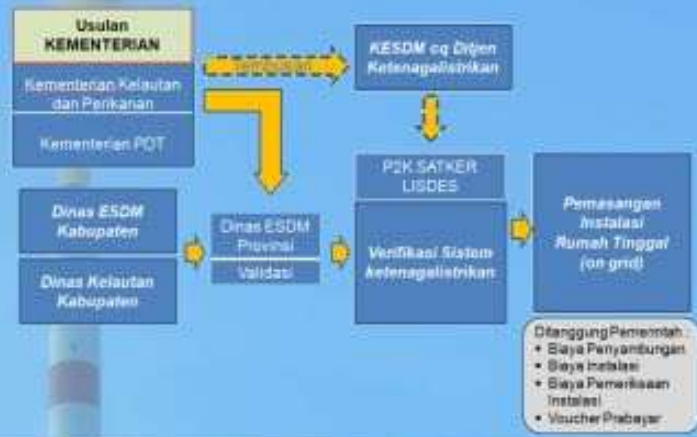 Usulan
KEMENTERIAN
Kementerian Kelautan
dan Perikanan
Kementerian PDT
Tembusan
KESDM cq Ditjen
Ketenagalistrikan
Dinas ESDM
Kabupaten
Dinas Kelautan
Kabupaten
Dinas ESDM
Provinsi
Validasi
P2K SATKER
LISDES
Verifikasi Sistem
ketenagalistrikan
Pemasangan
Instalasi
Rumah Tinggal
(on grid)
Ditanggung Pemerintah :
• Biaya Penyambungan
• Biaya Instalasi
• Biaya Pemeriksaan
Instalasi
• Voucher Prabayar